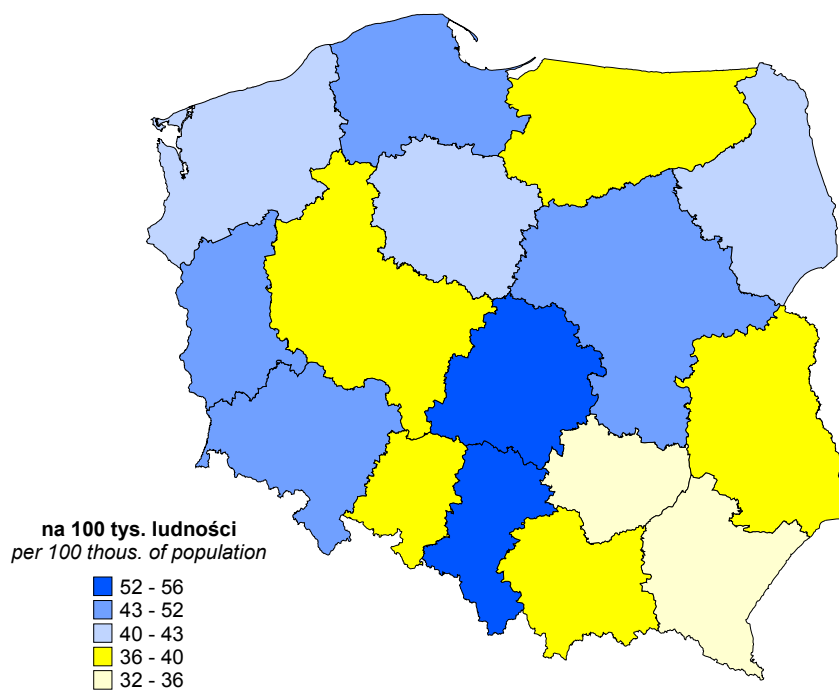 na 100 tys. ludności
per 100 thous. of population
52 - 56
43 - 52
40 - 43
36 - 40
32 - 36